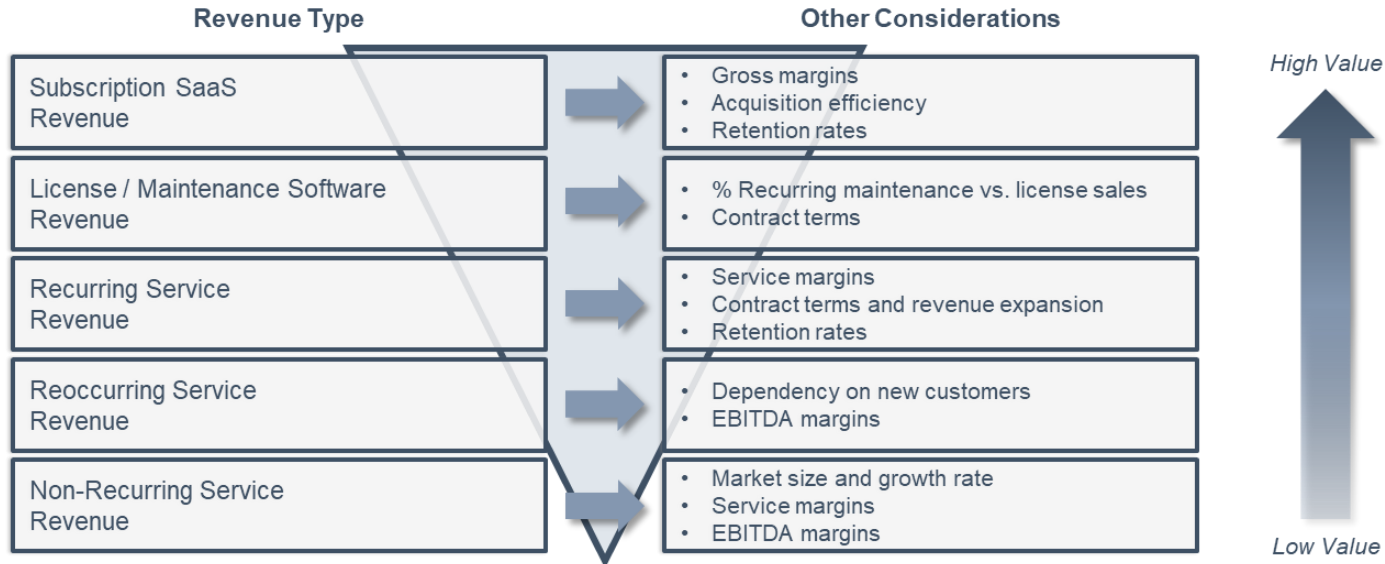 Revenue Type
Other Considerations
Subscription SaaS
Revenue
• Gross margins
• Acquisition efficiency
• Retention rates
License / Maintenance Software
Revenue
• % Recurring maintenance vs. license sales
• Contract terms
Recurring Service
Revenue
• Service margins
• Contract terms and revenue expansion
• Retention rates
Reoccurring Service
Revenue
• Dependency on new customers
• EBITDA margins
Non-Recurring Service
Revenue
• Market size and growth rate
• Service margins
• EBITDA margins
High Value
Low Value